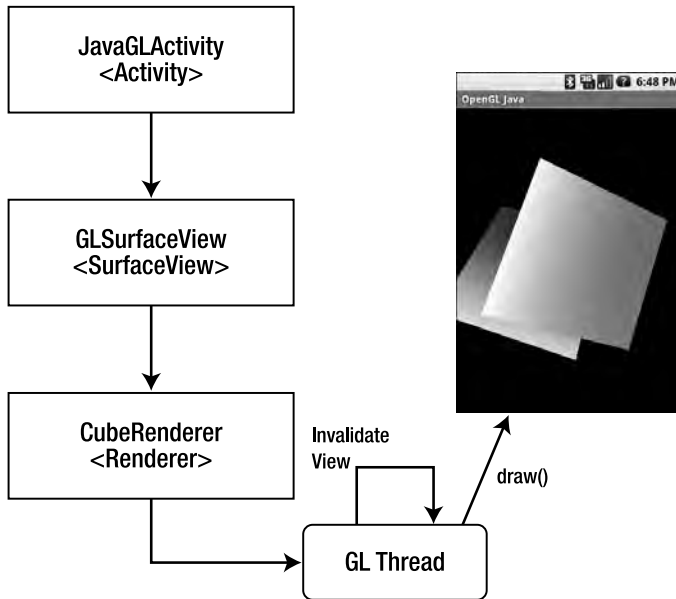 JavaGLActivity
<Activity>
6:48 PM
OpenGL Java
GLSurfaceView
<SurfaceView>
CubeRenderer
<Renderer>
Invalidate
View
draw()
GL Thread